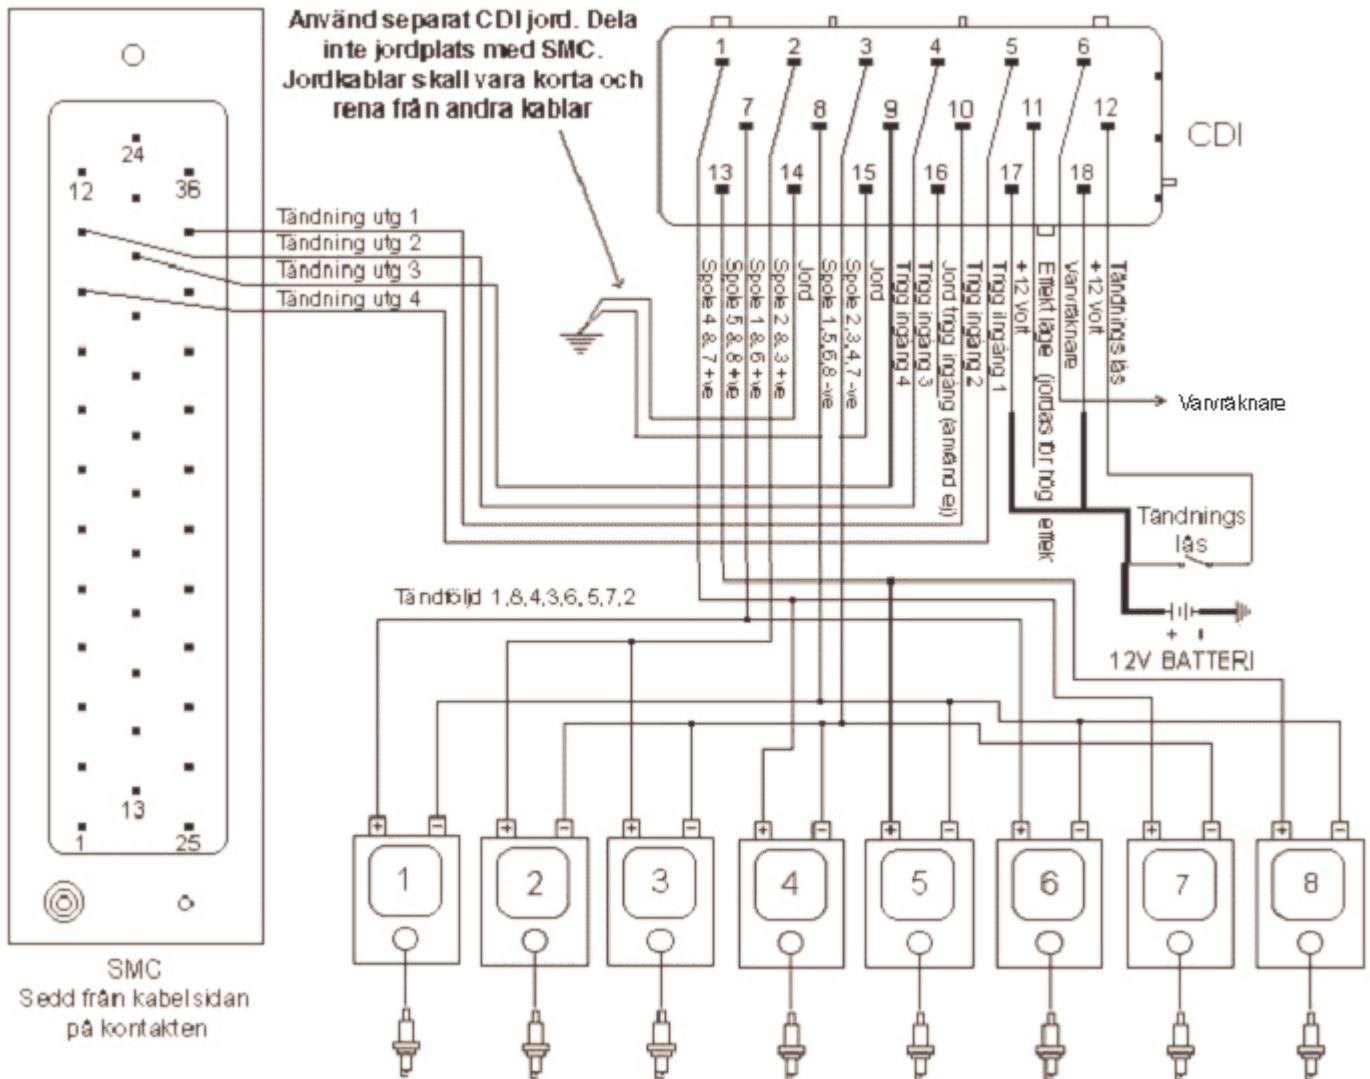 Använd separat CDI jord. Dela
inte jordplats med SMC.
Jordkablar skall vara korta och
rena från andra kablar
1 2 3 4 5 6
7 8 9 10 11 12
13 14 15 16 17 18
CDI
24
12 36
Tändning utg 1
Tändning utg 2
Tändning utg 3
Tändning utg 4
13
1 25
SMC
Sedd från kabelsidan
på kontakten
Spole 4 & 7 +ve
Spole 5 & 8 +ve
Spole 1 & 6 +ve
Spole 2 & 3 +ve
Jord
Spole 1,5,6,8 -ve
Spole 2,3,4,7 -ve
Jord
Trigg ingång 4
Trigg ingång 3
Jord trigg ingång (använd ej)
Trigg ingång 2
Trigg ingång 1
+12 Volt
Effekt läge (jordas för hög effekt
Varvräknare
+12 Volt
Tändnings lås
Varvräknare
Tändnings
lås
+ -
12V BATTERI
Tändföljd 1,8,4,3,6,5,7,2
+ - + - + - + - + - + - + - + -
1 2 3 4 5 6 7 8